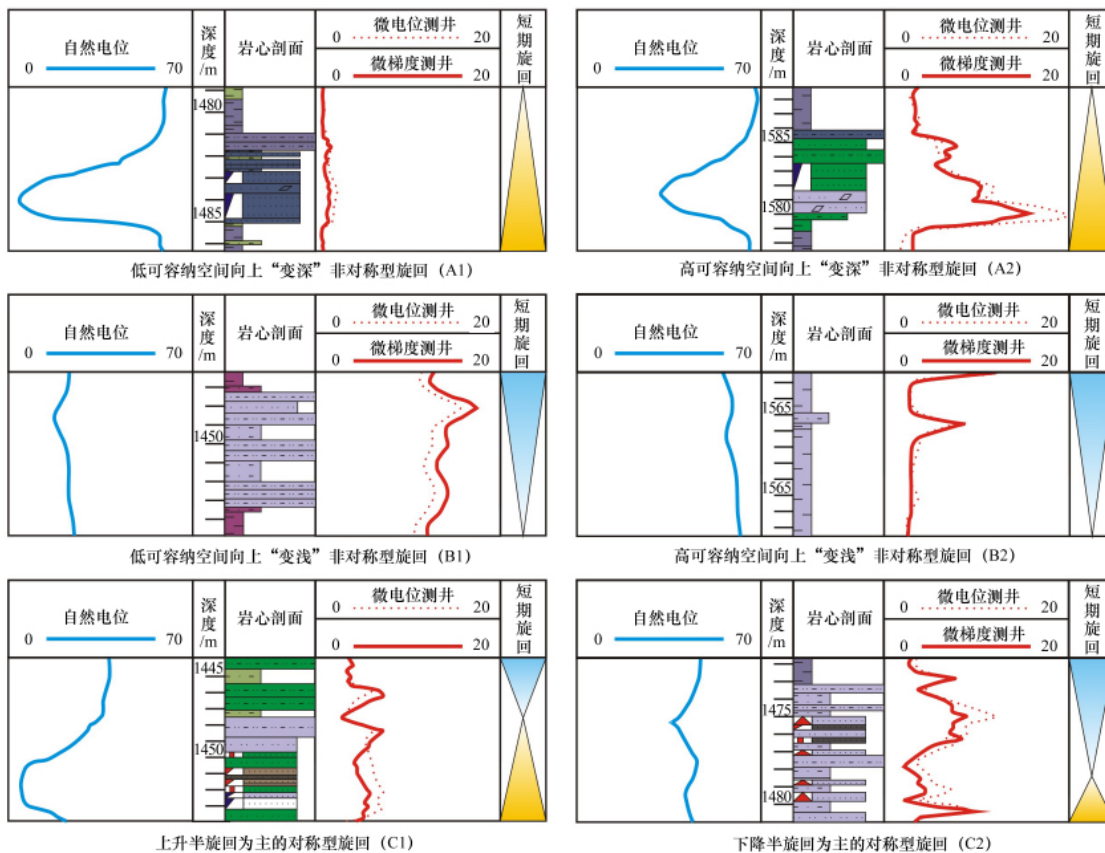 自然电位
0 70
深度/m
岩心剖面
微电位测井
0 20
微梯度测井
0 20
短期旋回
1480
1485
低可容纳空间向上“变深”非对称型旋回（A1）
自然电位
0 70
深度/m
岩心剖面
微电位测井
0 20
微梯度测井
0 20
短期旋回
1585
1580
高可容纳空间向上“变深”非对称型旋回（A2）
自然电位
0 70
深度/m
岩心剖面
微电位测井
0 20
微梯度测井
0 20
短期旋回
1450
低可容纳空间向上“变浅”非对称型旋回（B1）
自然电位
0 70
深度/m
岩心剖面
微电位测井
0 20
微梯度测井
0 20
短期旋回
1565
1565
高可容纳空间向上“变浅”非对称型旋回（B2）
自然电位
0 70
深度/m
岩心剖面
微电位测井
0 20
0 20
短期旋回
1445
1450
上升半旋回为主的对称型旋回（C1）
自然电位
0 70
深度/m
岩心剖面
微电位测井
0 20
微梯度测井
0 20
短期旋回
1475
1480
下降半旋回为主的对称型旋回（C2）